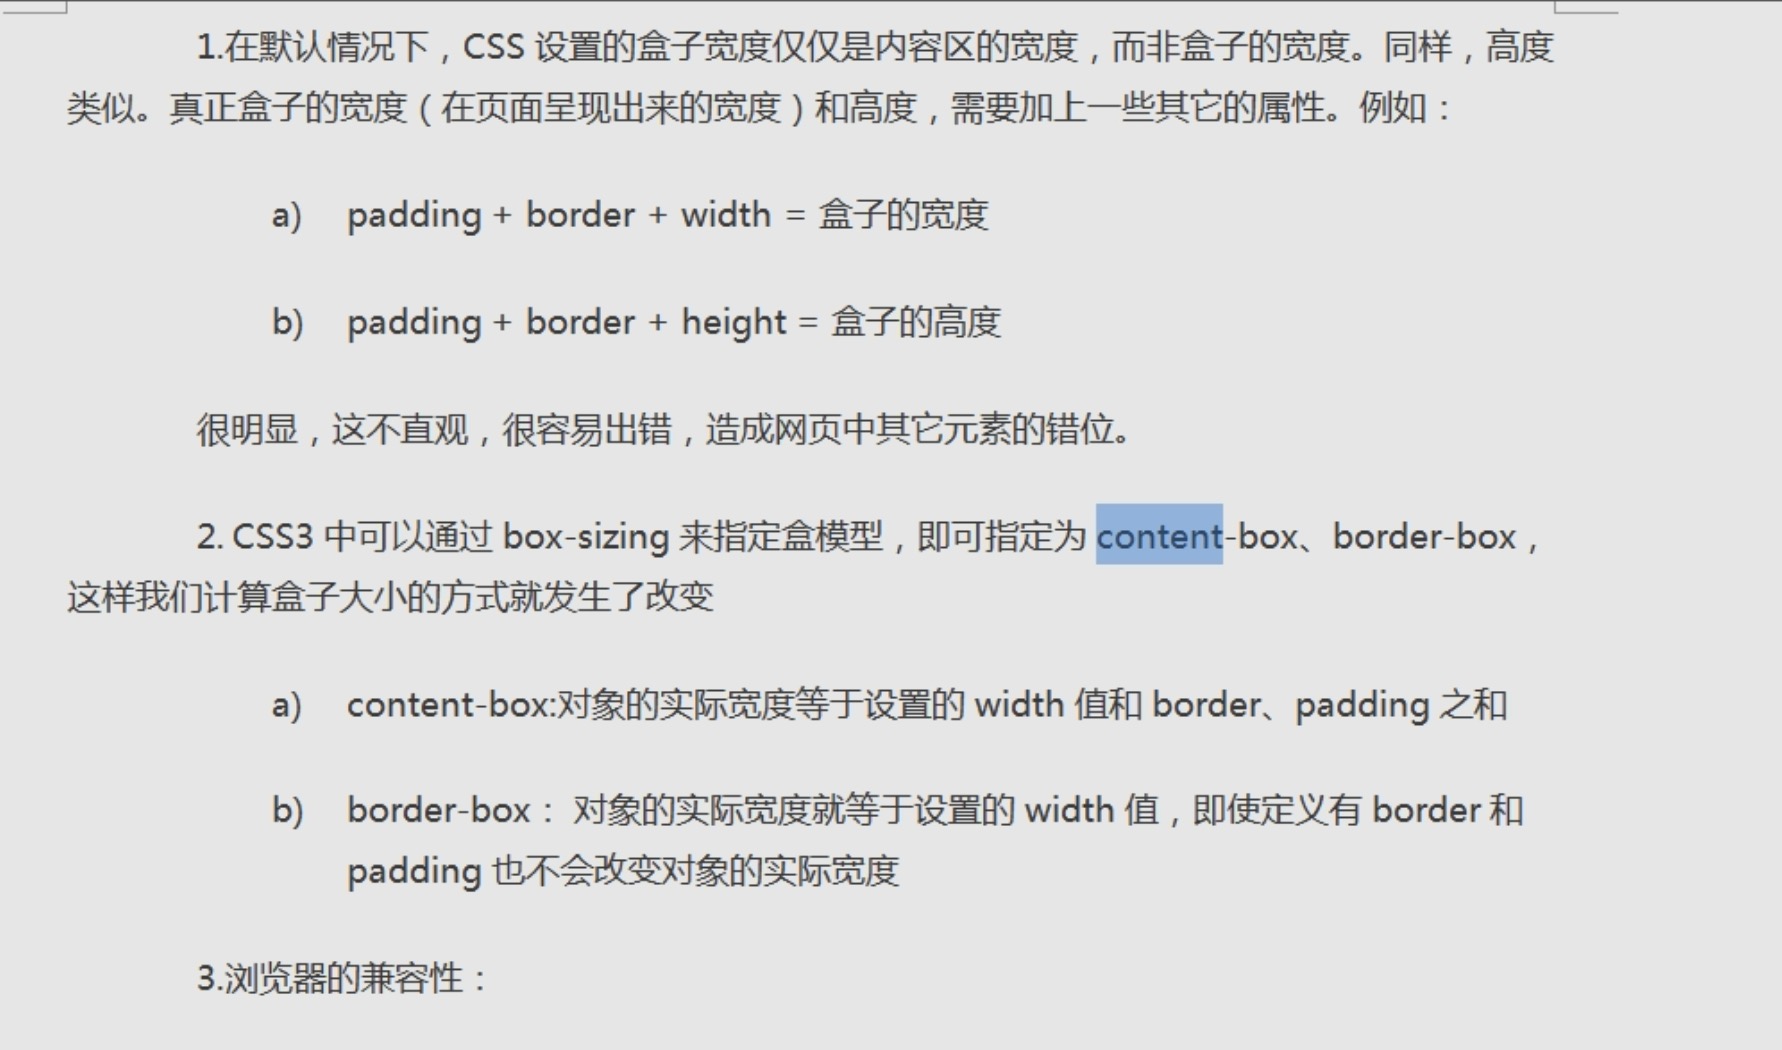 1.在默认情况下，CSS 设置的盒子宽度仅仅是内容区的宽度，而非盒子的宽度。同样，高度
类似。真正盒子的宽度（在页面呈现出来的宽度）和高度，需要加上一些其它的属性。例如：
a) padding + border + width = 盒子的宽度
b) padding + border + height = 盒子的高度
很明显，这不直观，很容易出错，造成网页中其它元素的错位。
2. CSS3 中可以通过 box-sizing 来指定盒模型，即可指定为 content-box、border-box，
这样我们计算盒子大小的方式就发生了改变
a) content-box:对象的实际宽度等于设置的 width 值和 border、padding 之和
b) border-box： 对象的实际宽度就等于设置的 width 值，即使定义有 border 和
padding 也不会改变对象的实际宽度
3.浏览器的兼容性：